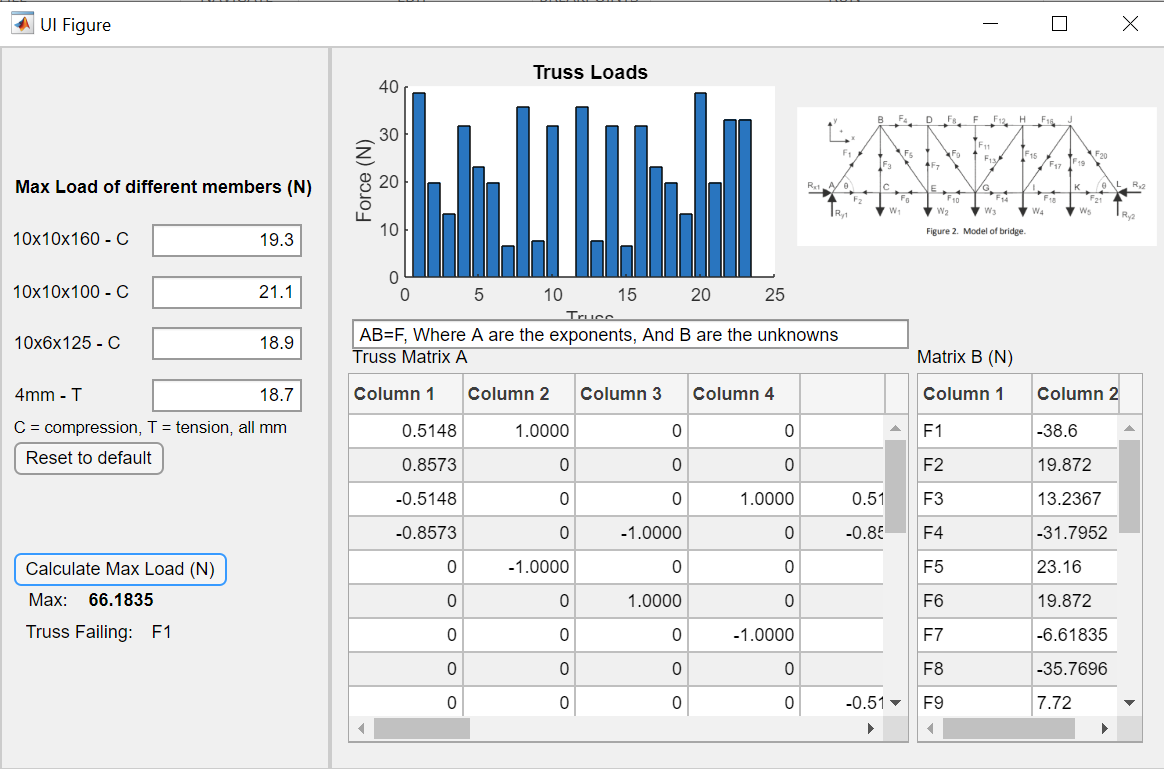 UI Figure
Max Load of different members (N)
10x10x160 - C 19.3
10x10x100 - C 21.1
10x6x125 - C 18.9
4mm - T 18.7
C = compression, T = tension, all mm
Reset to default
Calculate Max Load (N)
Max: 66.1835
Truss Failing: F1
Truss Loads
Force (N)
40
30
20
10
0
0 5 10 15 20 25
Truss
y
x
B F4 D F8 F F12 H F16 J
F1 F3 F5 F7 F9 F11 F13 F15 F17 F19 F20
Rx1 A θ C E G I K θ L Rx2
F2 F6 F10 F14 F18 F21
Ry1 W1 W2 W3 W4 W5 Ry2
Figure 2. Model of bridge.
AB=F, Where A are the exponents, And B are the unknowns
Truss Matrix A
Column 1 Column 2 Column 3 Column 4
0.5148 1.0000 0 0
0.8573 0 0 0
-0.5148 0 0 1.0000 0.51
-0.8573 0 -1.0000 0 -0.85
0 -1.0000 0 0
0 0 1.0000 0
0 0 0 -1.0000
0 0 0 0
0 0 0 0 -0.51
Matrix B (N)
Column 1 Column 2
F1 -38.6
F2 19.872
F3 13.2367
F4 -31.7952
F5 23.16
F6 19.872
F7 -6.61835
F8 -35.7696
F9 7.72